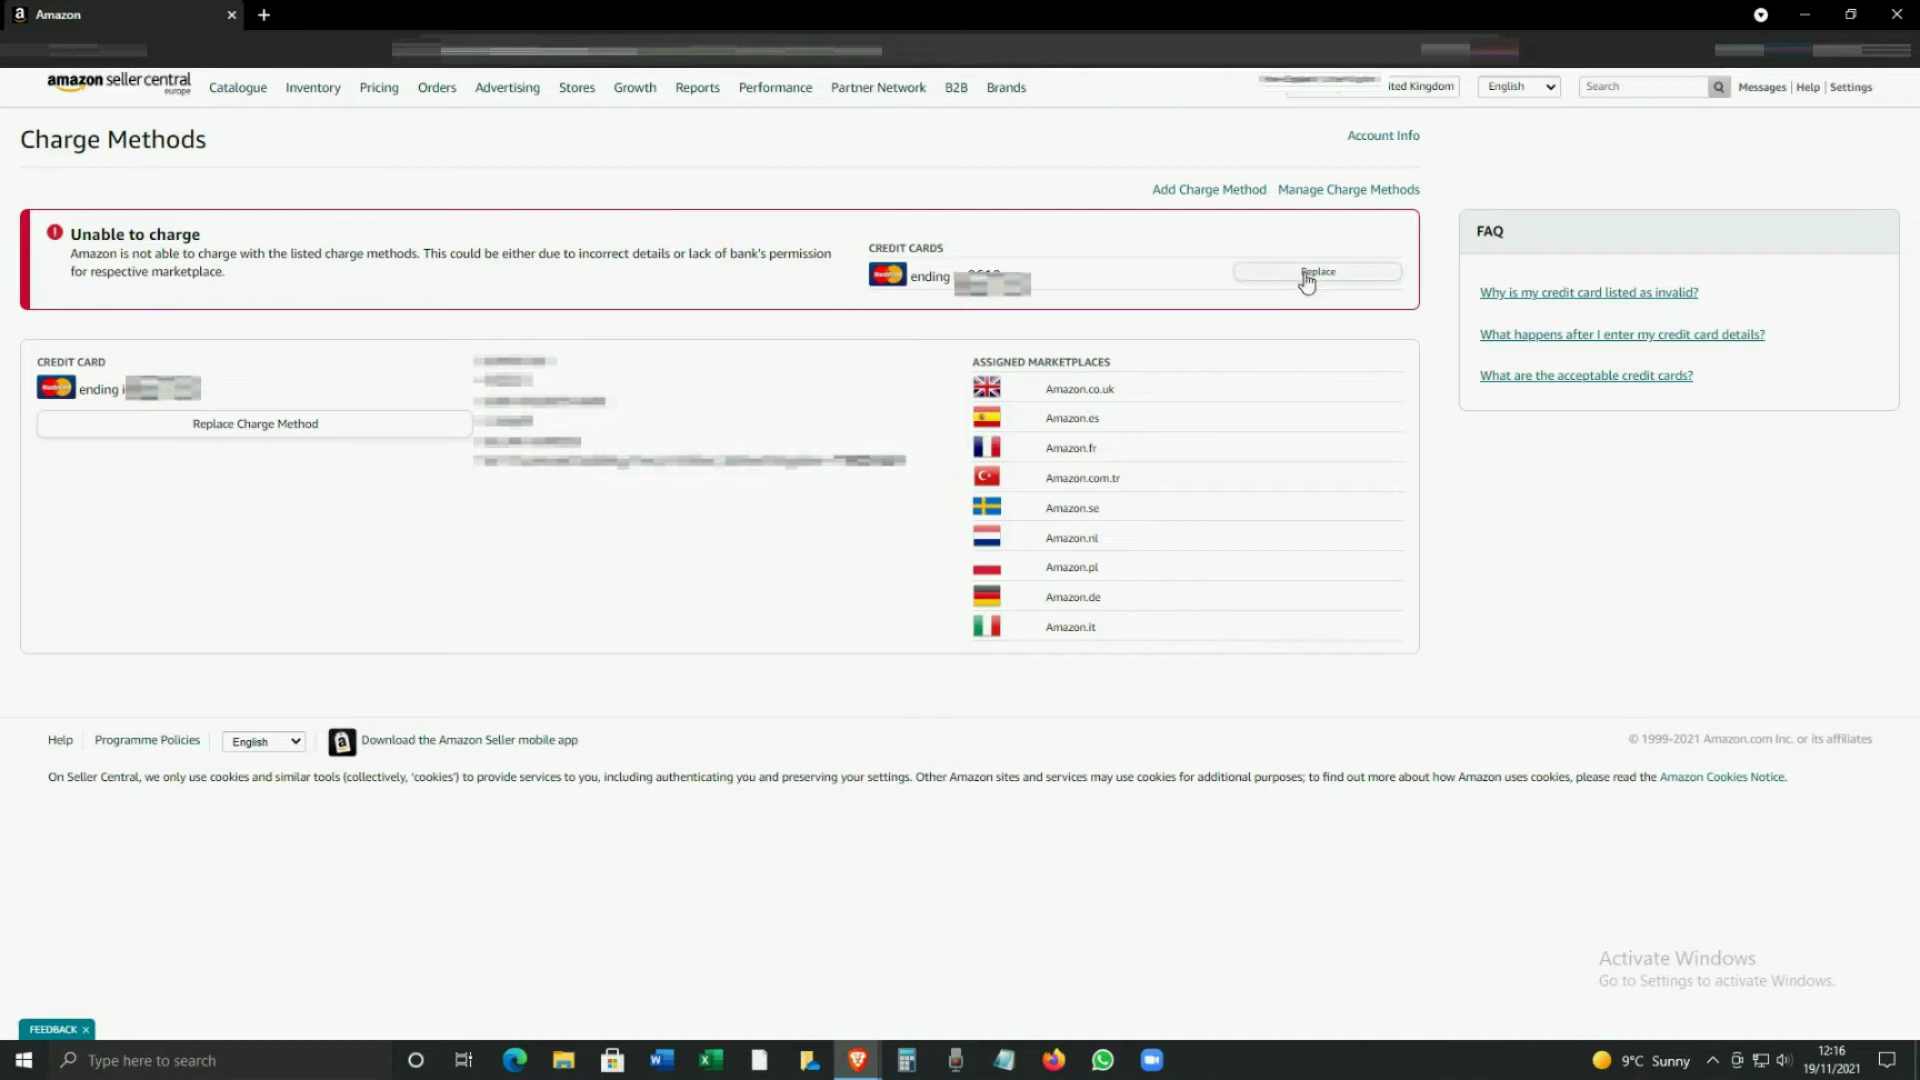 Amazon
amazon seller central
europe
Catalogue Inventory Pricing Orders Advertising Stores Growth Reports Performance Partner Network B2B Brands
ited Kingdom English Search Messages | Help | Settings
Charge Methods
Account Info
Add Charge Method Manage Charge Methods
Unable to charge
Amazon is not able to charge with the listed charge methods. This could be either due to incorrect details or lack of bank's permission
for respective marketplace.
CREDIT CARDS
MasterCard ending
Replace
FAQ
Why is my credit card listed as invalid?
What happens after I enter my credit card details?
What are the acceptable credit cards?
CREDIT CARD
MasterCard ending i
Replace Charge Method
ASSIGNED MARKETPLACES
Amazon.co.uk
Amazon.es
Amazon.fr
Amazon.com.tr
Amazon.se
Amazon.nl
Amazon.pl
Amazon.de
Amazon.it
Help Programme Policies English Download the Amazon Seller mobile app
© 1999-2021 Amazon.com Inc. or its affiliates
On Seller Central, we only use cookies and similar tools (collectively, 'cookies') to provide services to you, including authenticating you and preserving your settings. Other Amazon sites and services may use cookies for additional purposes; to find out more about how Amazon uses cookies, please read the Amazon Cookies Notice.
Activate Windows
Go to Settings to activate Windows.
FEEDBACK
Type here to search
9°C Sunny
12:16
19/11/2021